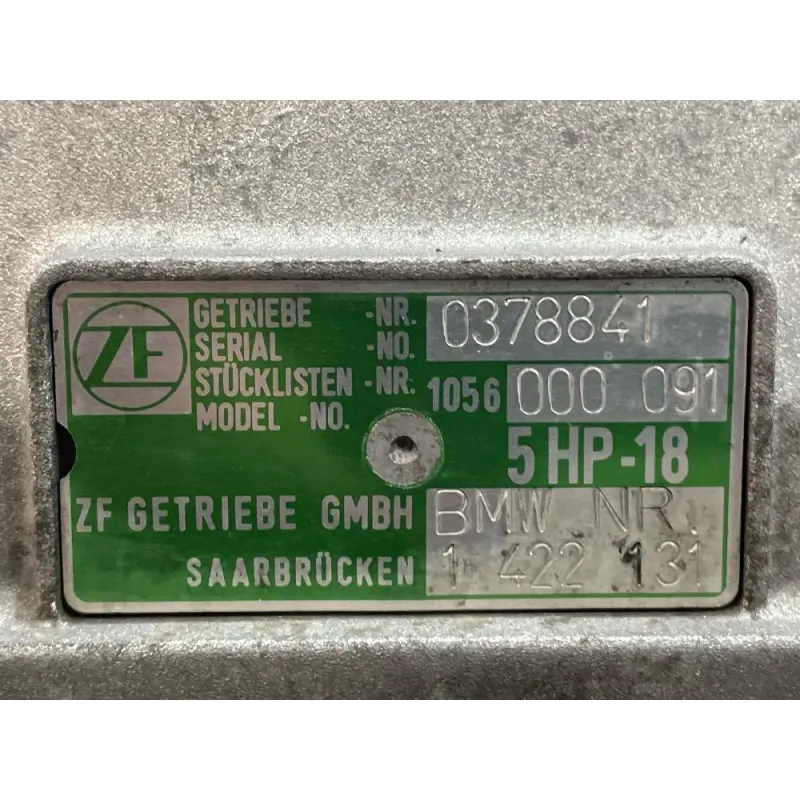 ZF
GETRIEBE -NR. 0378841
SERIAL -NO.
STÜCKLISTEN -NR. 1056 000 091
MODEL -NO.
5 HP-18
ZF GETRIEBE GMBH BMW NR.
SAARBRÜCKEN 1 422 131